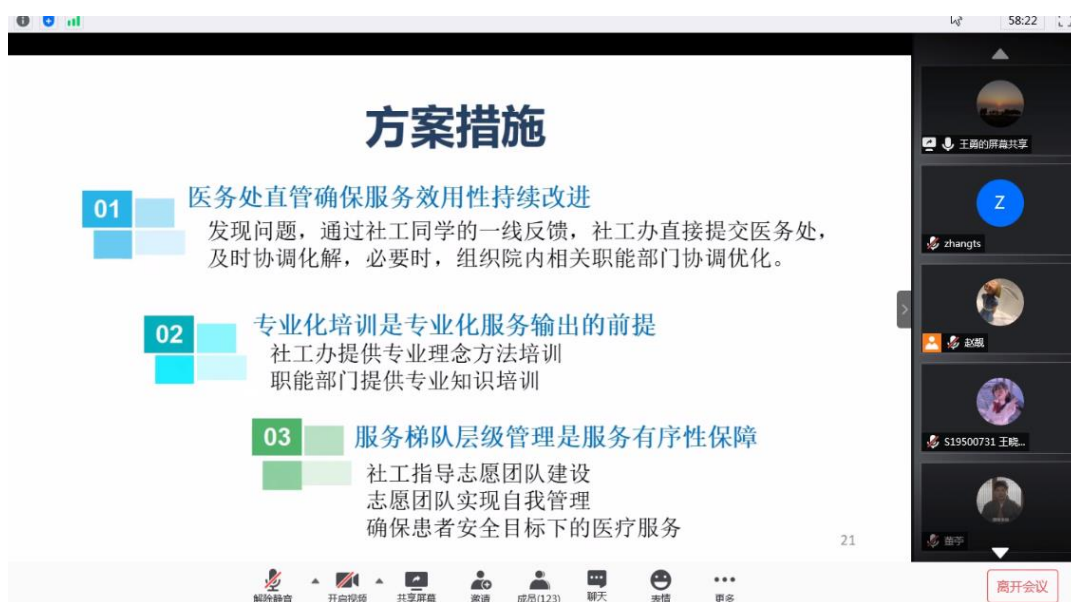 58:22
方案措施
01
医务处直管确保服务效用性持续改进
发现问题，通过社工同学的一线反馈，社工办直接提交医务处，
及时协调化解，必要时，组织院内相关职能部门协调优化。
02
专业化培训是专业化服务输出的前提
社工办提供专业理念方法培训
职能部门提供专业知识培训
03
服务梯队层级管理是服务有序性保障
社工指导志愿团队建设
志愿团队实现自我管理
确保患者安全目标下的医疗服务
21
王勇的屏幕共享
Z
zhangts
赵靓
S19500731 王晓...
解除静音
开启视频
共享屏幕
邀请
成员(123)
聊天
表情
更多
离开会议